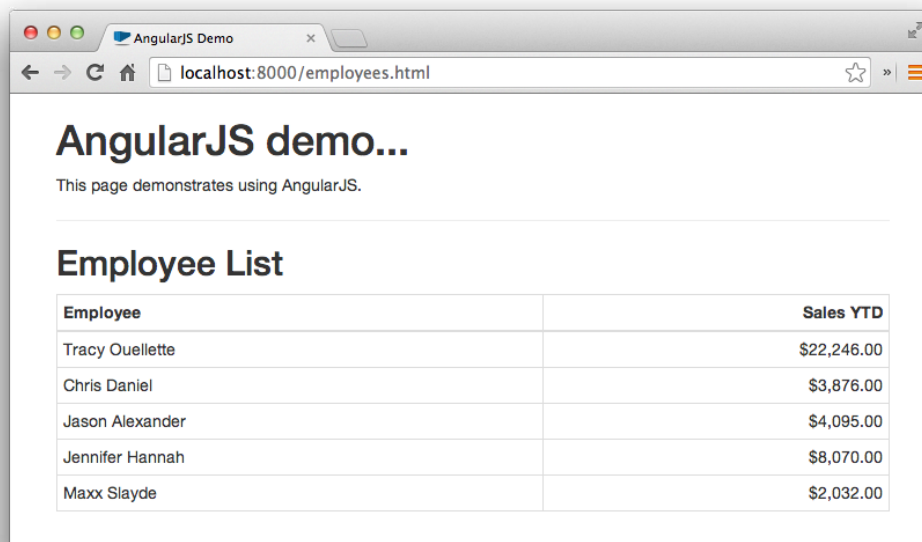 AngularJS Demo
localhost:8000/employees.html
AngularJS demo...
This page demonstrates using AngularJS.
Employee List
Employee Sales YTD
Tracy Ouellette $22,246.00
Chris Daniel $3,876.00
Jason Alexander $4,095.00
Jennifer Hannah $8,070.00
Maxx Slayde $2,032.00